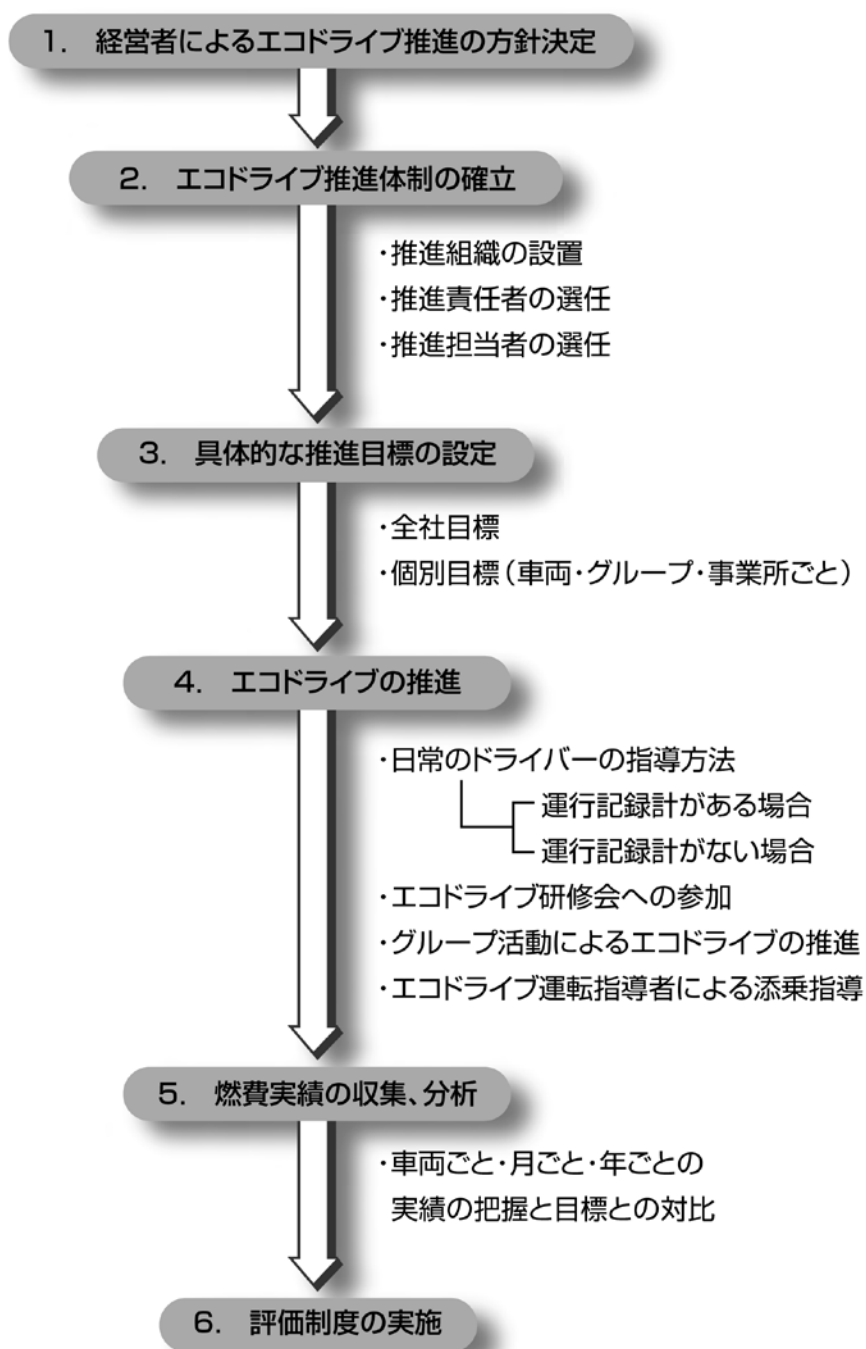 1. 経営者によるエコドライブ推進の方針決定
2. エコドライブ推進体制の確立
・推進組織の設置
・推進責任者の選任
・推進担当者の選任
3. 具体的な推進目標の設定
・全社目標
・個別目標(車両・グループ・事業所ごと)
4. エコドライブの推進
・日常のドライバーの指導方法
運行記録計がある場合
運行記録計がない場合
・エコドライブ研修会への参加
・グループ活動によるエコドライブの推進
・エコドライブ運転指導者による添乗指導
5. 燃費実績の収集、分析
・車両ごと・月ごと・年ごとの
実績の把握と目標との対比
6. 評価制度の実施